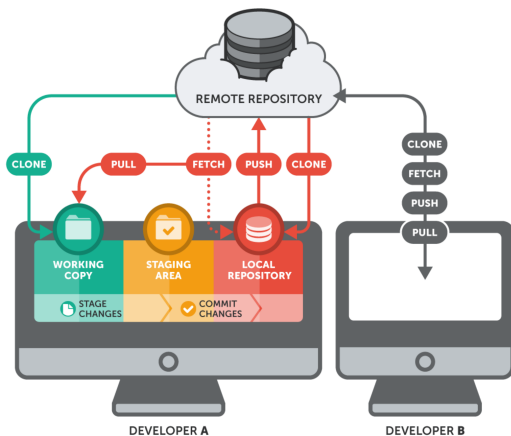 REMOTE REPOSITORY
CLONE
PULL
FETCH
PUSH
CLONE
CLONE
FETCH
PUSH
PULL
WORKING
COPY
STAGING
AREA
LOCAL
REPOSITORY
STAGE
CHANGES
COMMIT
CHANGES
DEVELOPER A
DEVELOPER B